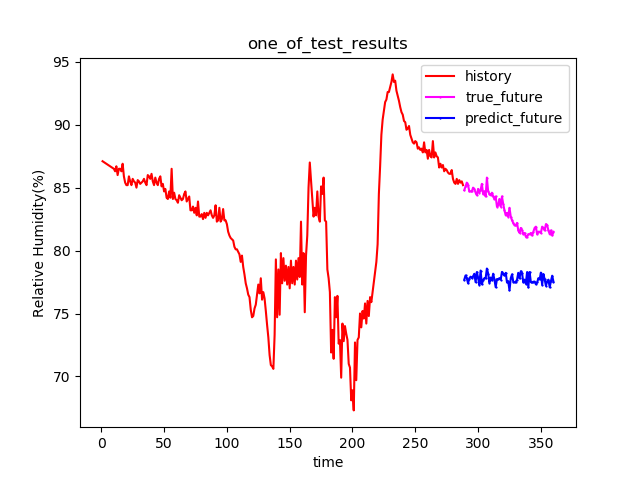 one_of_test_results
history
true_future
predict_future
Relative Humidity(%)
95
90
85
80
75
70
0
50
100
150
200
250
300
350
time